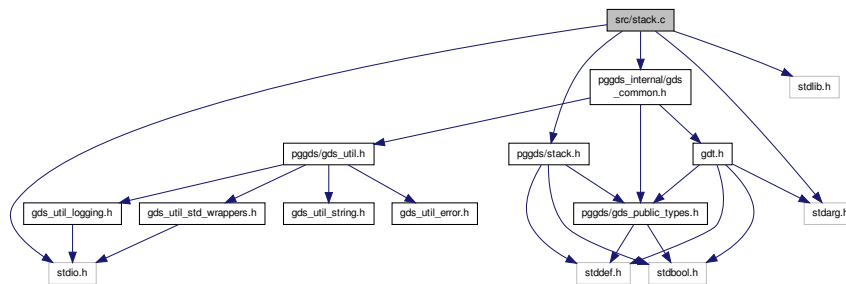 src/stack.c
pggds_internal/gds
_common.h
stdlib.h
pggds/gds_util.h
pggds/stack.h
gdt.h
gds_util_logging.h
gds_util_std_wrappers.h
gds_util_string.h
gds_util_error.h
pggds/gds_public_types.h
stdarg.h
stdio.h
stddef.h
stdbool.h